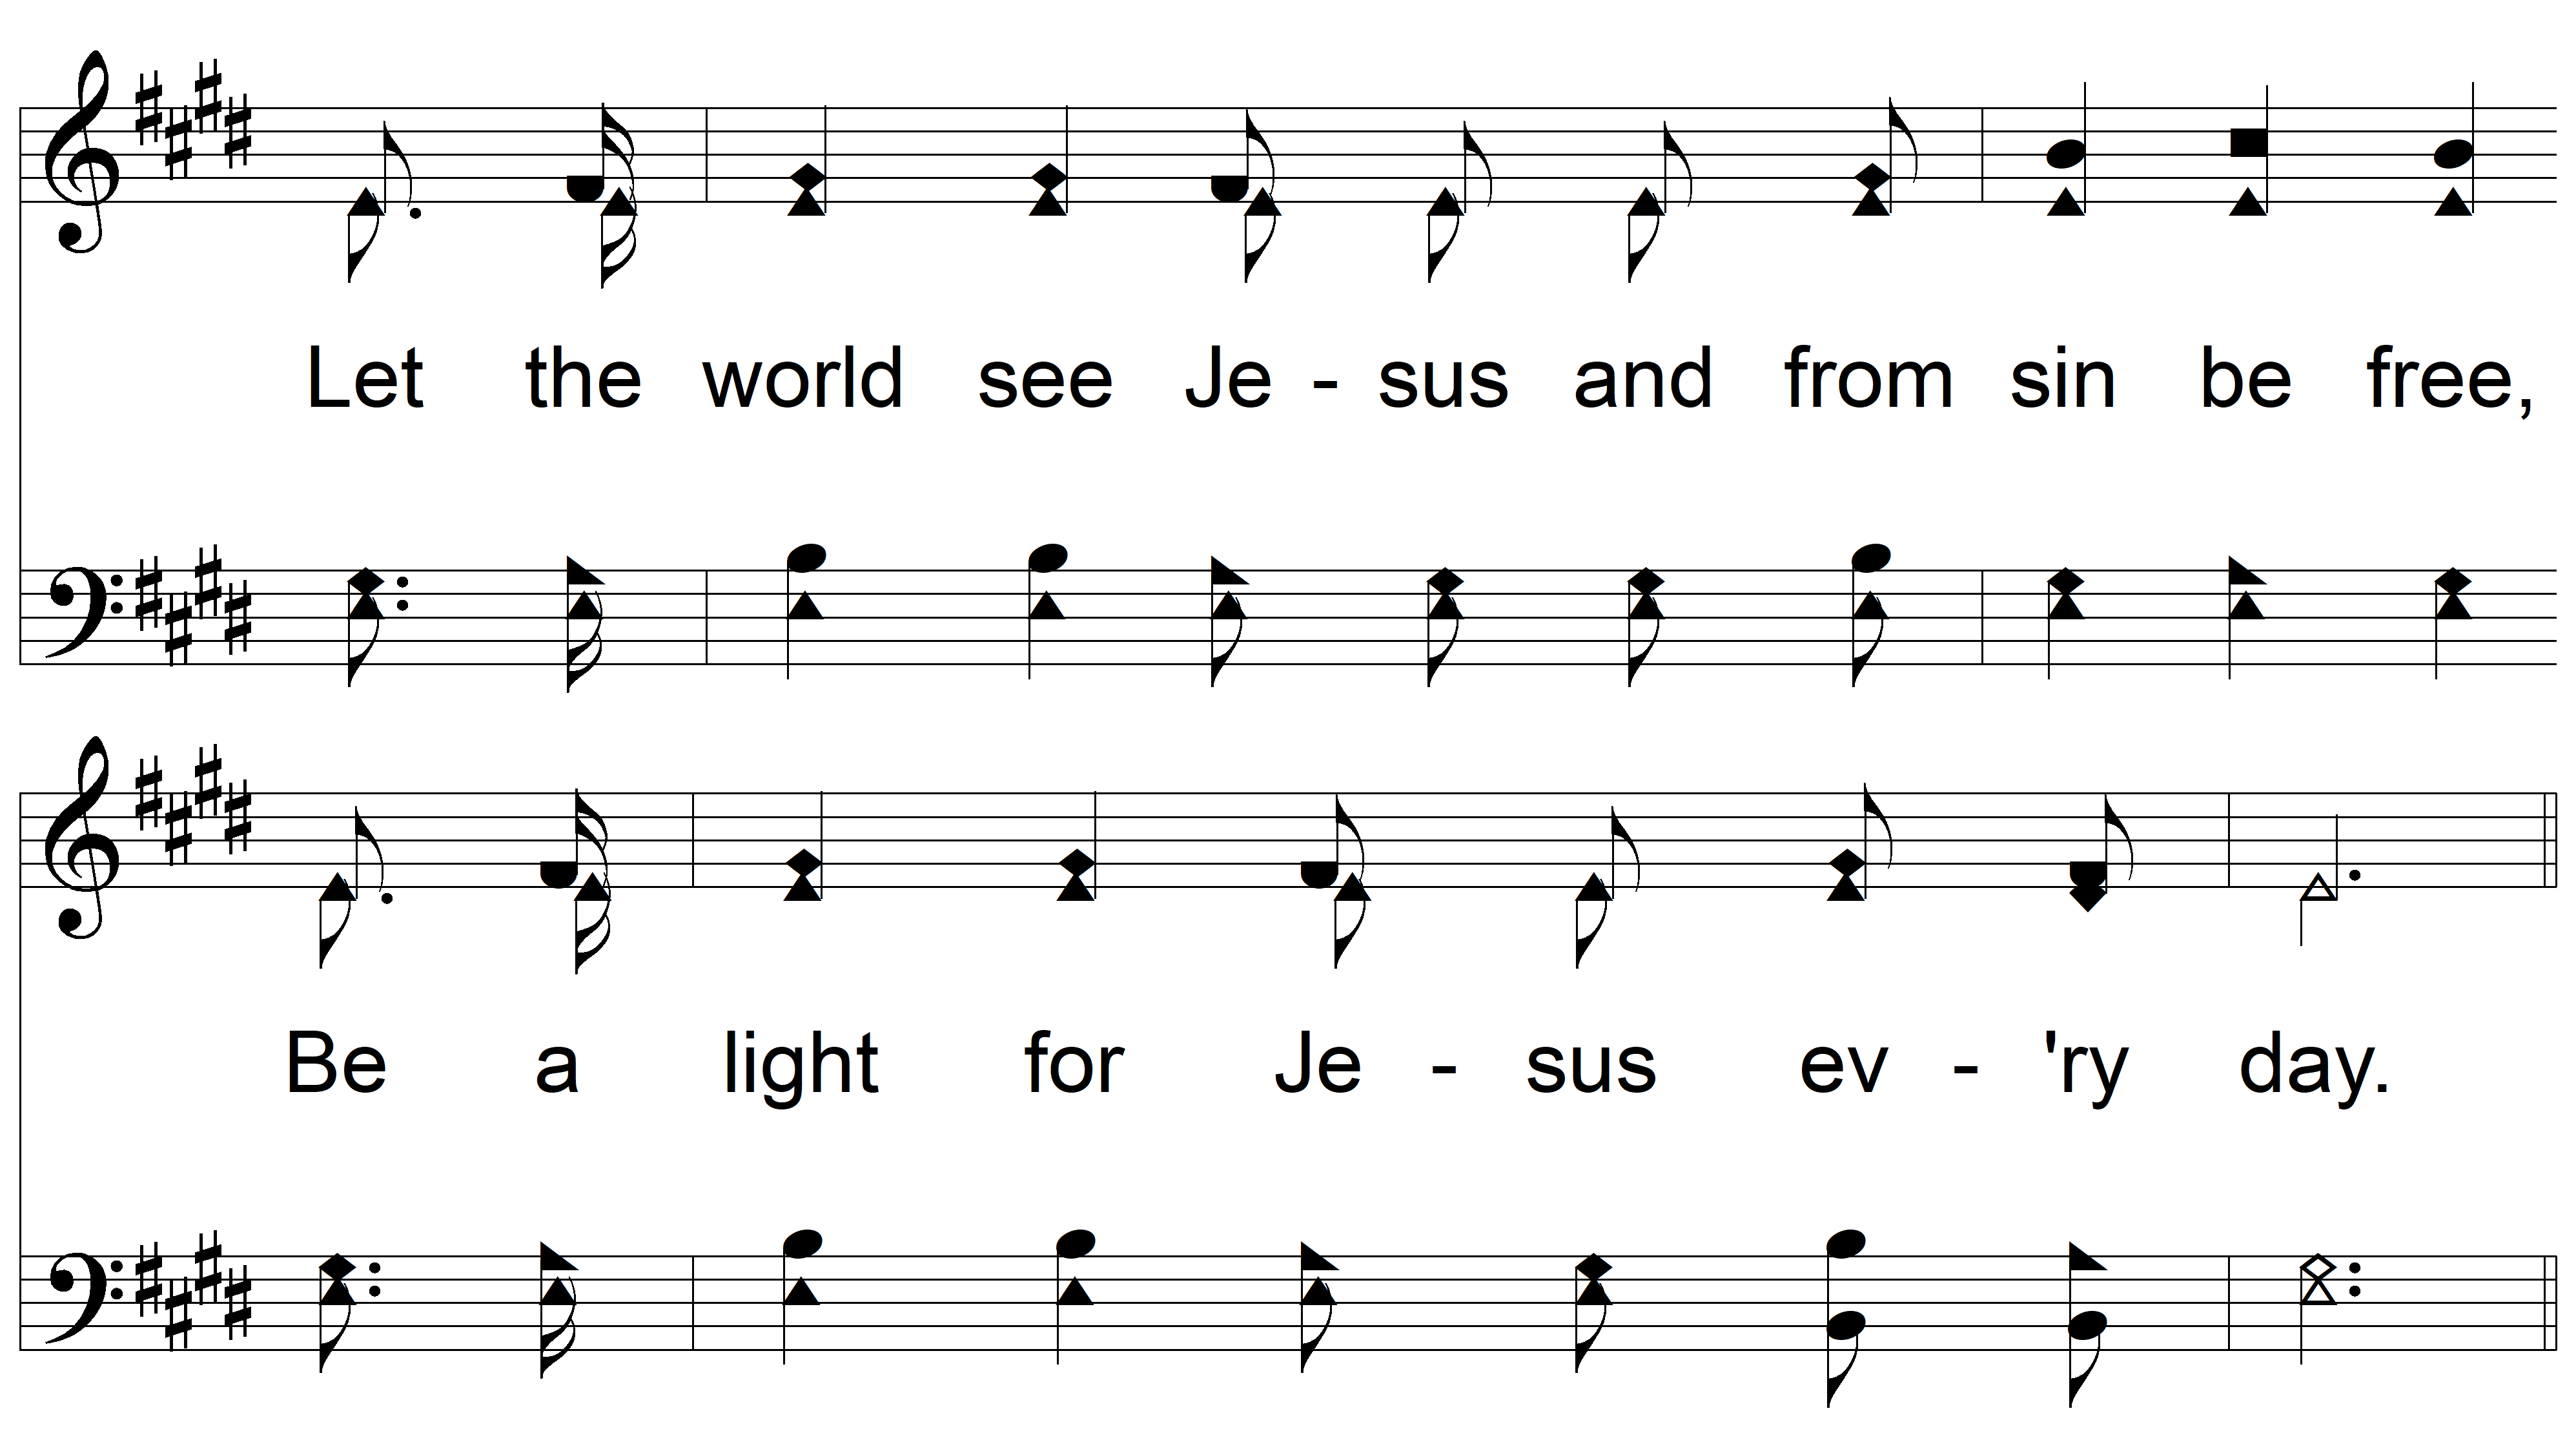 Let the world see Je - sus and from sin be free,
Be a light for Je - sus ev - 'ry day.